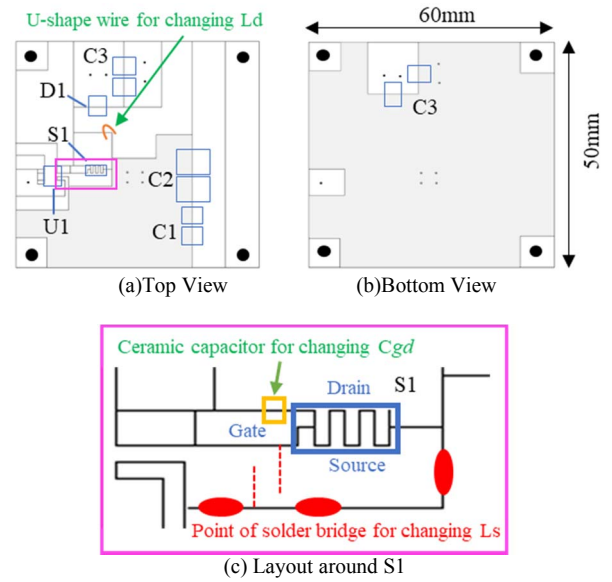 U-shape wire for changing Ld
60mm
C3
D1
S1
C2
U1
C1
C3
50mm
(a)Top View
(b)Bottom View
Ceramic capacitor for changing Cgd
Drain
S1
Gate
Source
Point of solder bridge for changing Ls
(c) Layout around S1